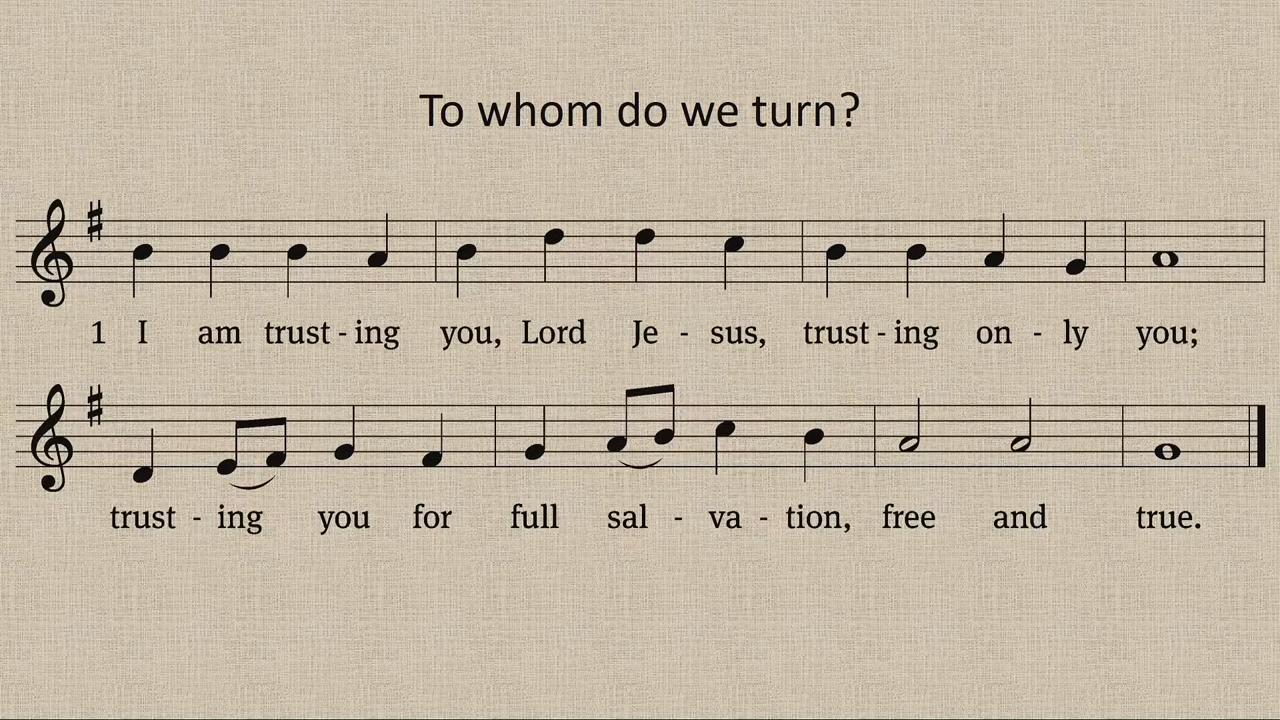 To whom do we turn?
1 I am trust - ing you, Lord Je - sus, trust - ing on - ly you;
trust - ing you for full sal - va - tion, free and true.